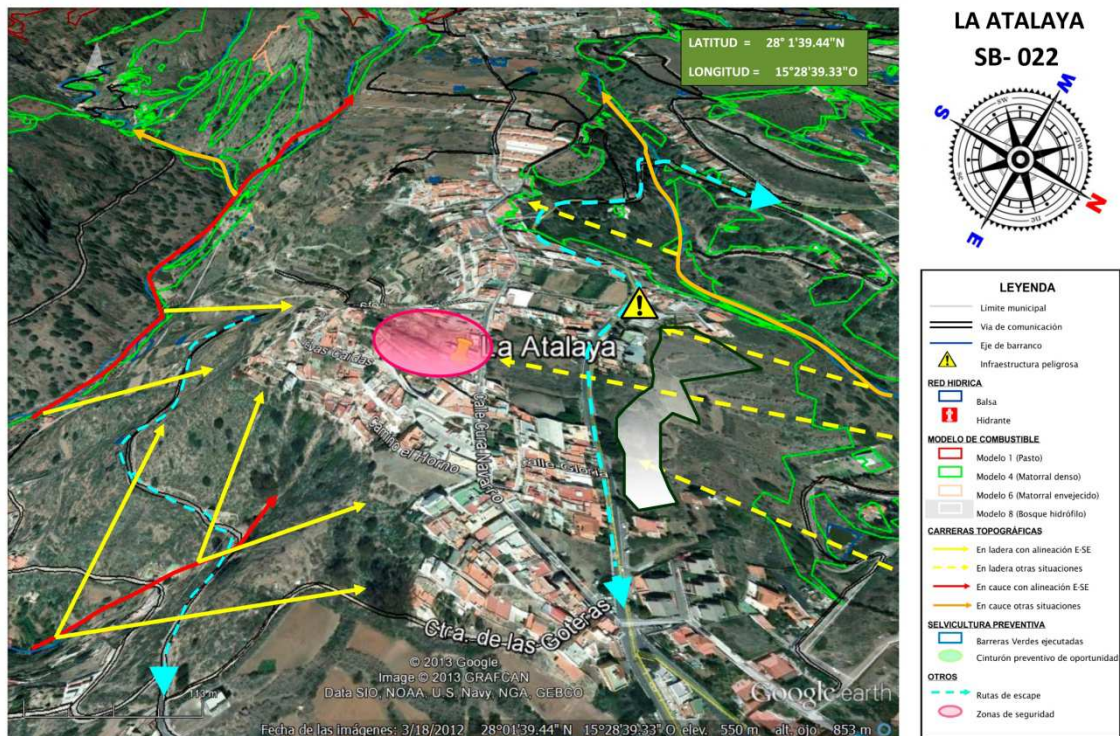 LATITUD = 28° 1'39.44"N
LONGITUD = 15°28'39.33"O
LA ATALAYA
SB- 022
S
W
N
E
SW
La Atalaya
Camino el Horno
Calle Cura Navarro
Ctra. de las Goteras
© 2013 Google
Image © 2013 GRAFCAN
Data SIO, NOAA, U.S. Navy, NGA, GEBCO
113 m
Google earth
Fecha de las imágenes: 3/18/2012 28°01'39.44" N 15°28'39.33" O elev. 550 m alt. ojo 853 m
LEYENDA
Límite municipal
Vía de comunicación
Eje de barranco
Infraestructura peligrosa
RED HIDRICA
Balsa
Hidrante
MODELO DE COMBUSTIBLE
Modelo 1 (Pasto)
Modelo 4 (Matorral denso)
Modelo 6 (Matorral envejecido)
Modelo 8 (Bosque hidrófilo)
CARRERAS TOPOGRÁFICAS
En ladera con alineación E-SE
En ladera otras situaciones
En cauce con alineación E-SE
En cauce otras situaciones
SELVICULTURA PREVENTIVA
Barreras Verdes ejecutadas
Cinturón preventivo de oportunidad
OTROS
Rutas de escape
Zonas de seguridad